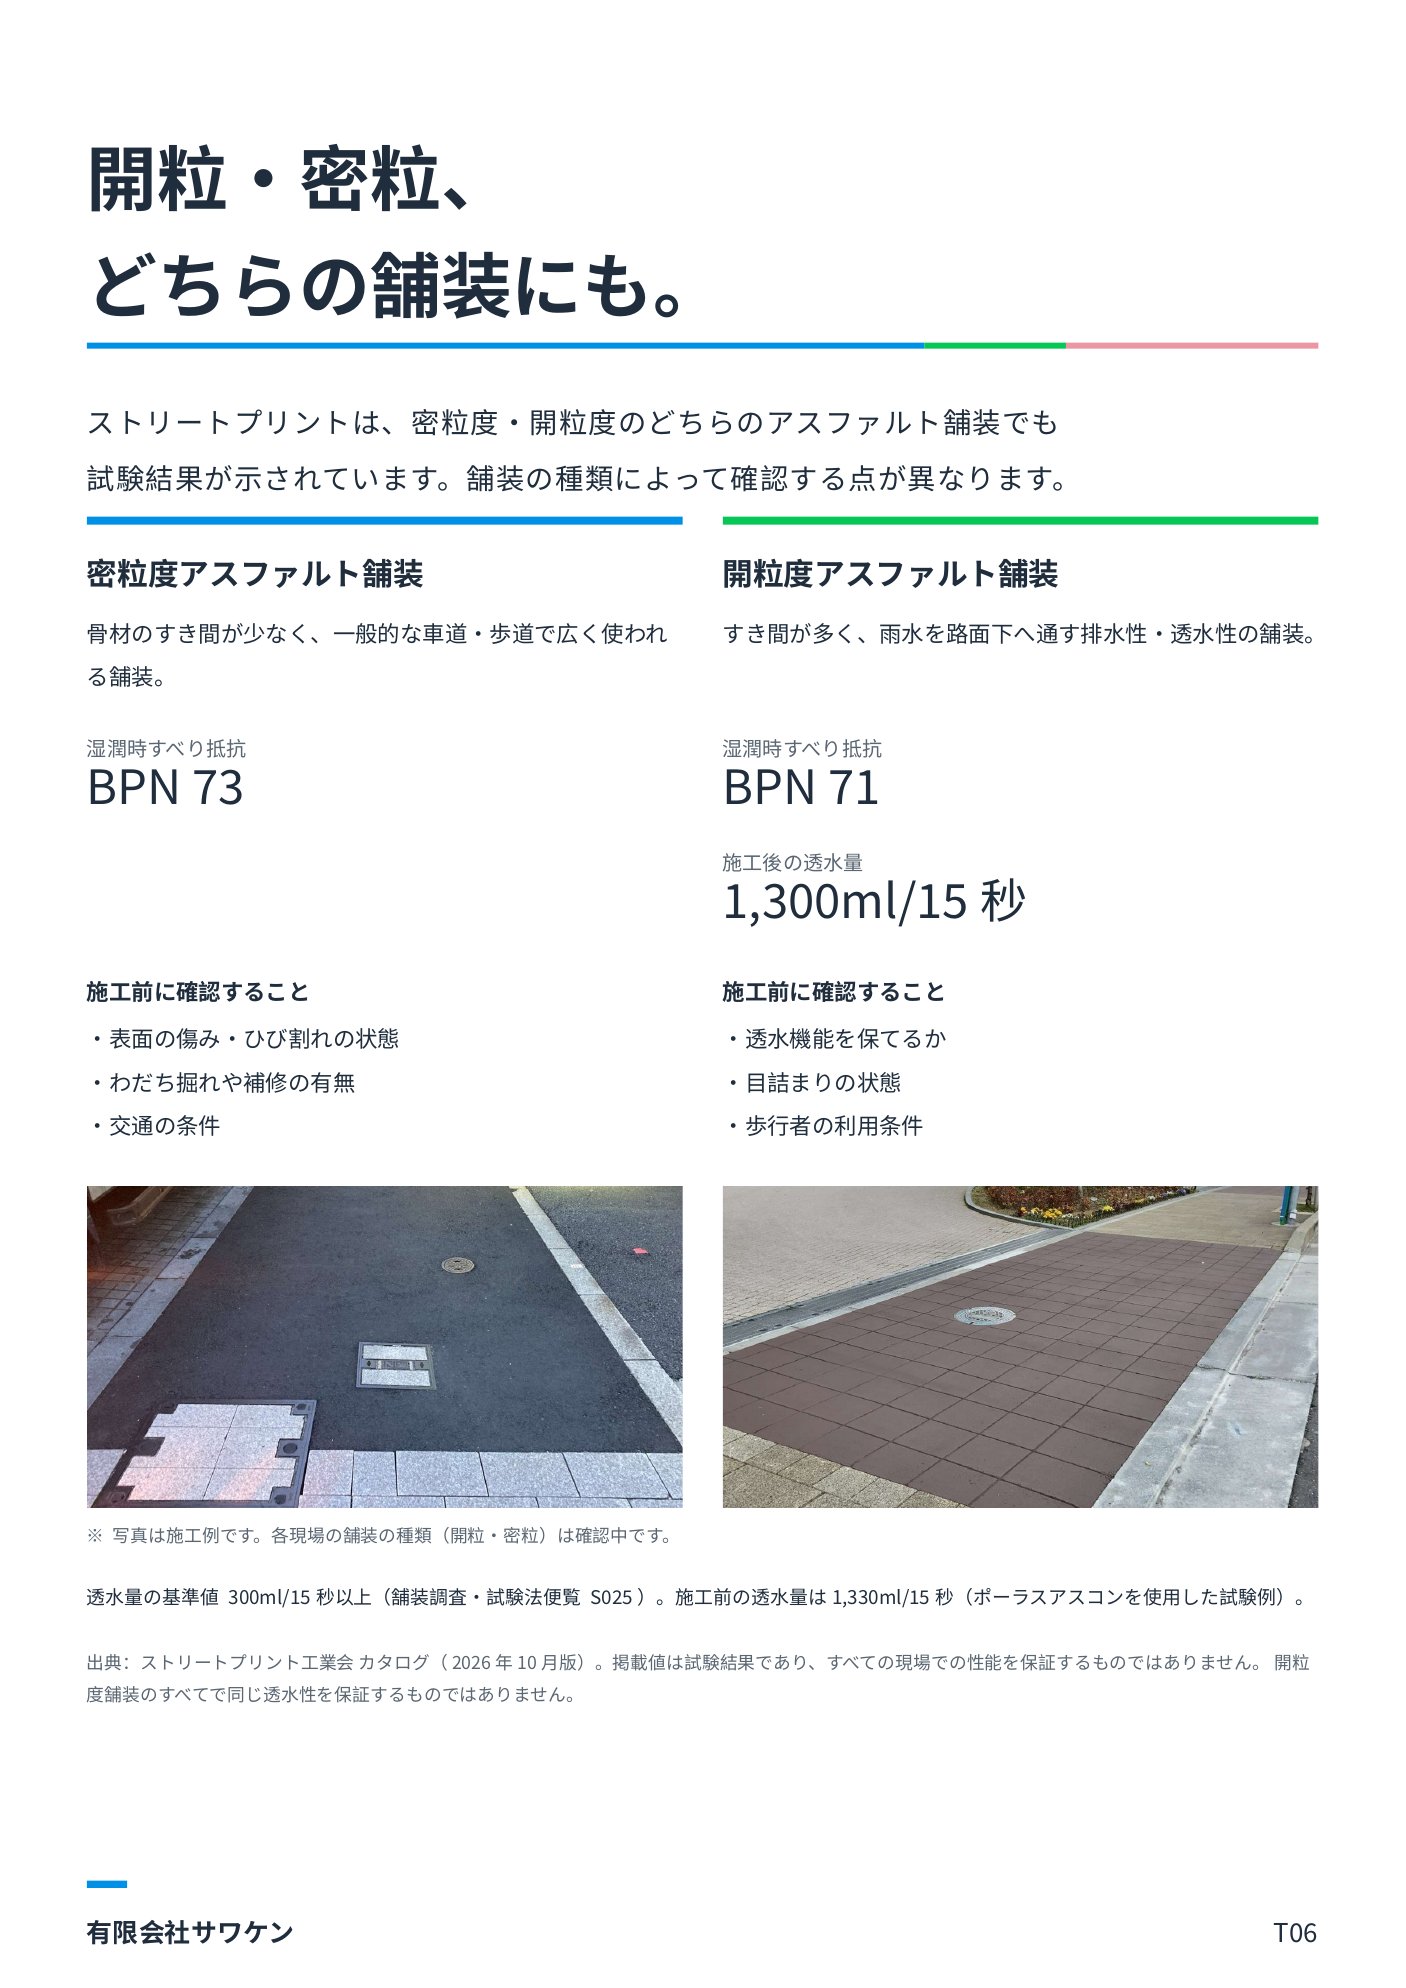 開粒・密粒、
どちらの舗装にも。
ストリートプリントは、密粒度・開粒度のどちらのアスファルト舗装でも
試験結果が示されています。舗装の種類によって確認する点が異なります。
密粒度アスファルト舗装
骨材のすき間が少なく、一般的な車道・歩道で広く使われ
る舗装。
湿潤時すべり抵抗
BPN 73
施工前に確認すること
・表面の傷み・ひび割れの状態
・わだち掘れや補修の有無
・交通の条件
開粒度アスファルト舗装
すき間が多く、雨水を路面下へ通す排水性・透水性の舗装。
湿潤時すべり抵抗
BPN 71
施工後の透水量
1,300ml/15 秒
施工前に確認すること
・透水機能を保てるか
・目詰まりの状態
・歩行者の利用条件
※ 写真は施工例です。各現場の舗装の種類（開粒・密粒）は確認中です。
透水量の基準値 300ml/15 秒以上（舗装調査・試験法便覧 S025 ）。施工前の透水量は 1,330ml/15 秒（ポーラスアスコンを使用した試験例）。
出典：ストリートプリント工業会 カタログ（ 2026 年 10 月版）。掲載値は試験結果であり、すべての現場での性能を保証するものではありません。 開粒
度舗装のすべてで同じ透水性を保証するものではありません。
有限会社サワケン
T06